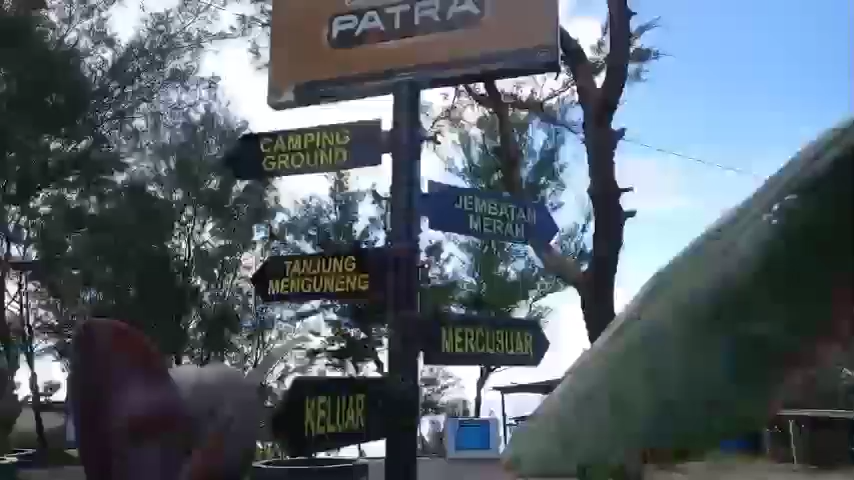 PATRA
CAMPING
GROUND
JEMBATAN
MERAH
TANJUNG
MENGUNENG
MERCUSUAR
KELUAR